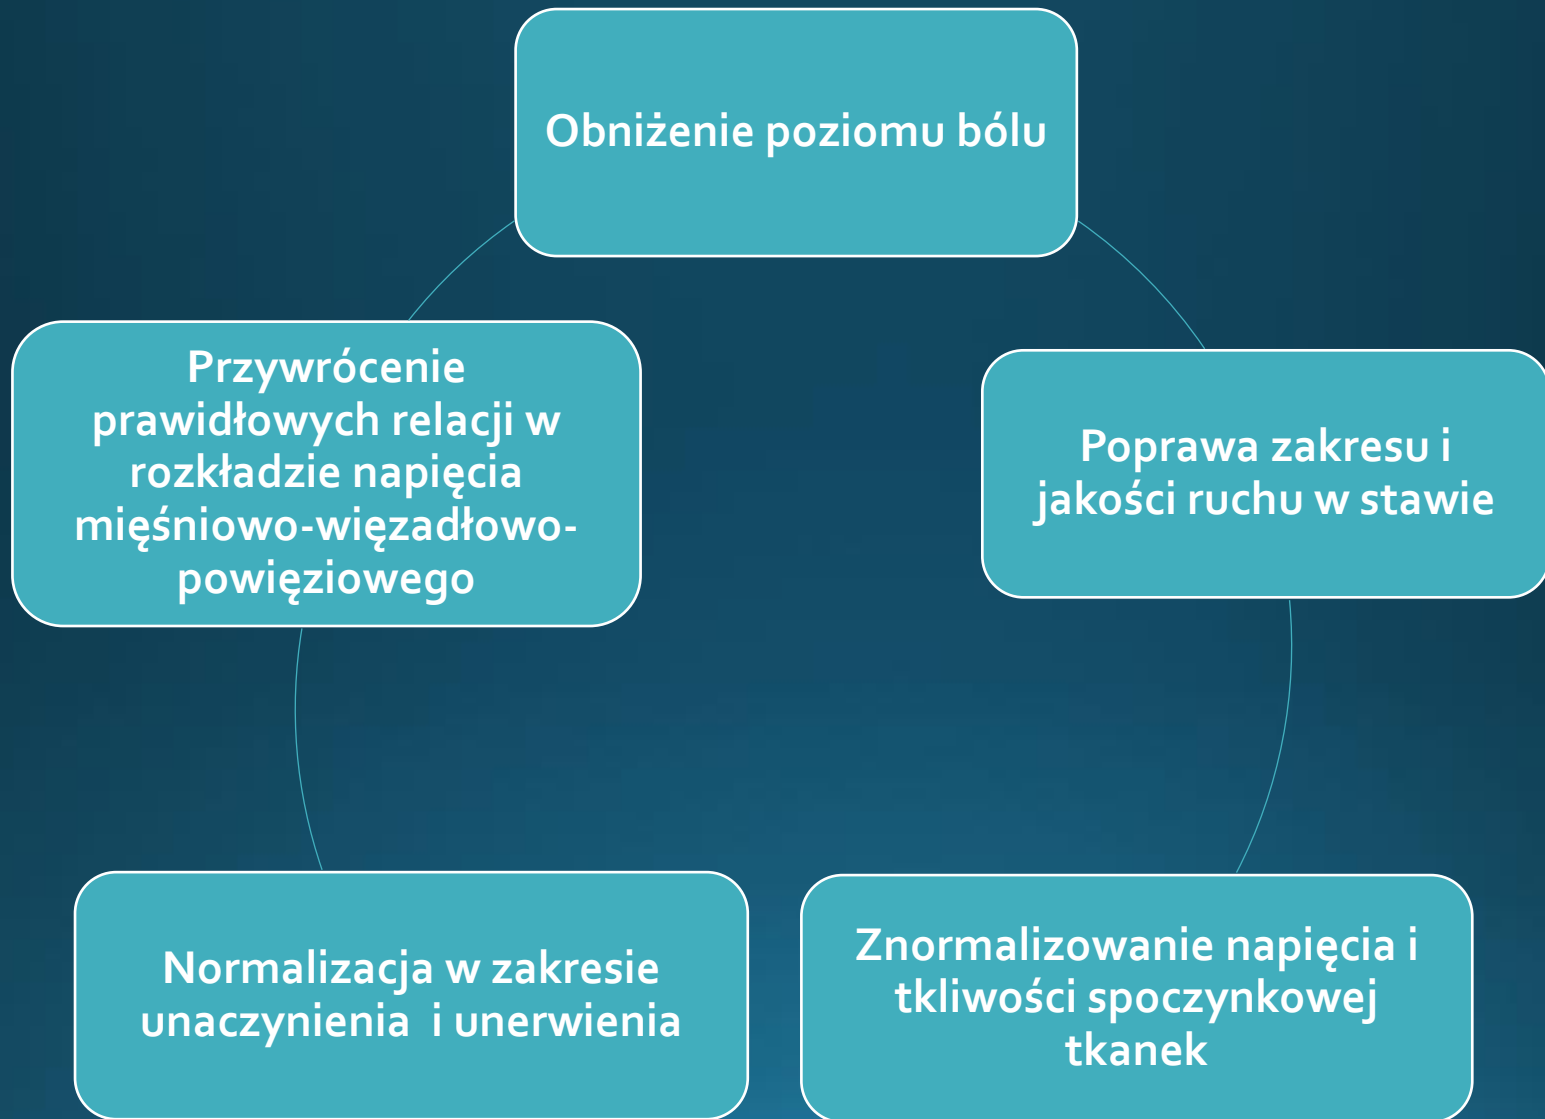 Obniżenie poziomu bólu
Przywrócenie
prawidłowych relacji w
rozkładzie napięcia
mięśniowo-więzadłowo-
powięziowego
Poprawa zakresu i
jakości ruchu w stawie
Normalizacja w zakresie
unaczynienia i unerwienia
Znormalizowanie napięcia i
tkliwości spoczynkowej
tkanek